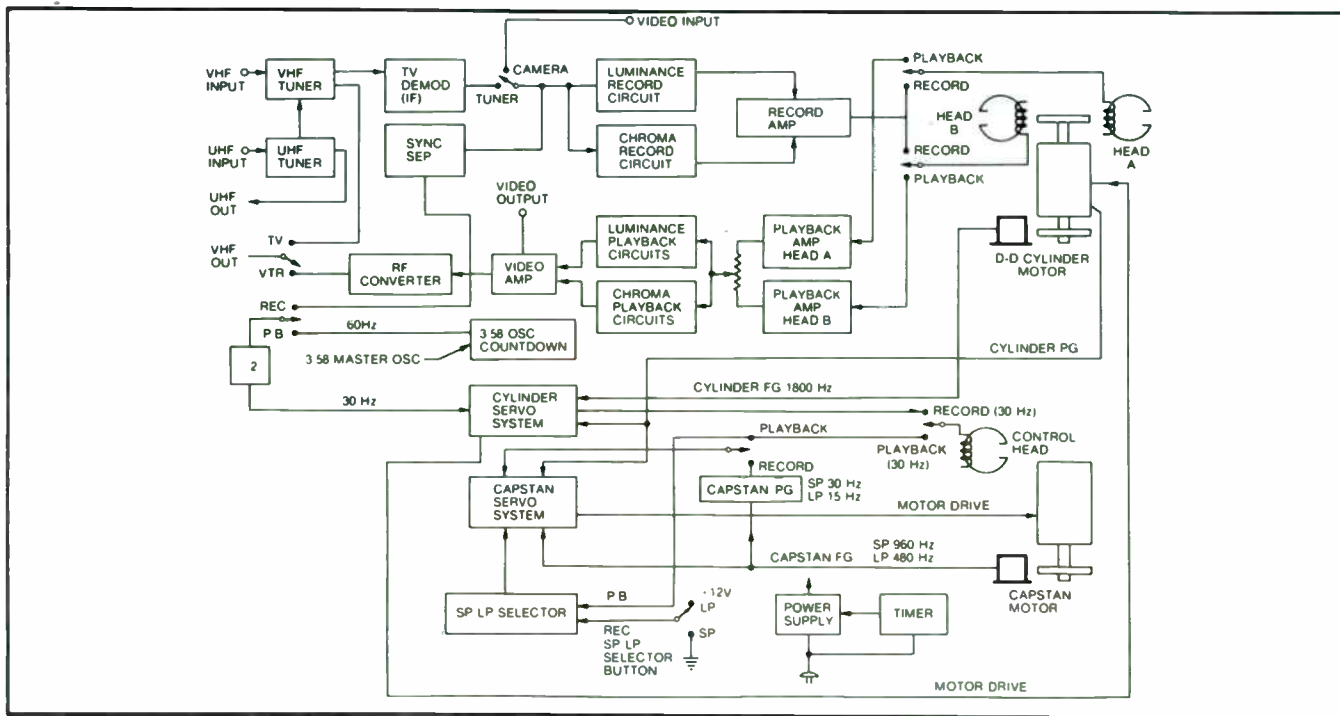 VIDEO INPUT
VHF
INPUT
VHF
TUNER
TV
DEMOD
(IF)
CAMERA
TUNER
LUMINANCE
RECORD
CIRCUIT
RECORD
AMP
PLAYBACK
RECORD
HEAD
B
HEAD
A
RECORD
PLAYBACK
UHF
INPUT
UHF
TUNER
SYNC
SEP
CHROMA
RECORD
CIRCUIT
UHF
OUT
VIDEO
OUTPUT
TV
VHF
OUT
VTR
RF
CONVERTER
VIDEO
AMP
LUMINANCE
PLAYBACK
CIRCUITS
CHROMA
PLAYBACK
CIRCUITS
PLAYBACK
AMP
HEAD A
PLAYBACK
AMP
HEAD B
D-D CYLINDER
MOTOR
REC
P B
60Hz
3 58 OSC
COUNTDOWN
3 58 MASTER OSC
2
30 Hz
CYLINDER PG
CYLINDER FG 1800 Hz
CYLINDER
SERVO
SYSTEM
RECORD (30 Hz)
PLAYBACK
PLAYBACK
(30 Hz)
CONTROL
HEAD
RECORD
CAPSTAN PG
SP 30 Hz
LP 15 Hz
CAPSTAN
SERVO
SYSTEM
MOTOR DRIVE
CAPSTAN FG
SP 960 Hz
LP 480 Hz
CAPSTAN
MOTOR
SP LP SELECTOR
P B
-12V
LP
SP
REC
SP LP
SELECTOR
BUTTON
POWER
SUPPLY
TIMER
MOTOR DRIVE